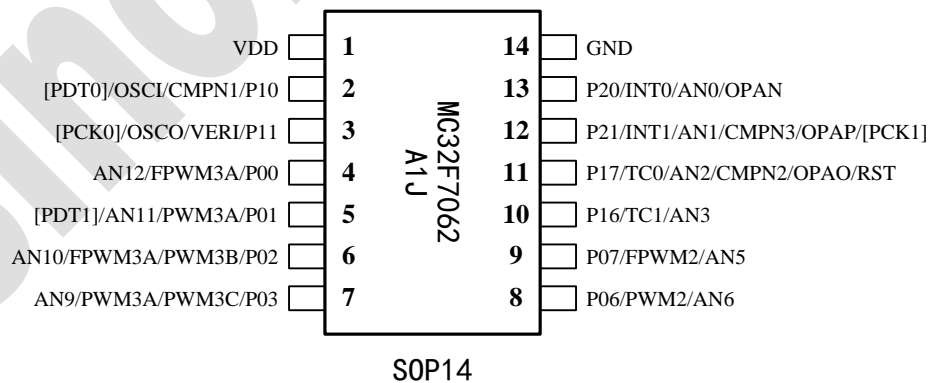 VDD 1 14 GND
[PDT0]/OSCI/CMPN1/P10 2 13 P20/INT0/AN0/OPAN
[PCK0]/OSCO/VERI/P11 3 12 P21/INT1/AN1/CMPN3/OPAP/[PCK1]
AN12/FPWM3A/P00 4 11 P17/TC0/AN2/CMPN2/OPAO/RST
[PDT1]/AN11/PWM3A/P01 5 10 P16/TC1/AN3
AN10/FPWM3A/PWM3B/P02 6 9 P07/FPWM2/AN5
AN9/PWM3A/PWM3C/P03 7 8 P06/PWM2/AN6
MC32F7062
A1J
SOP14